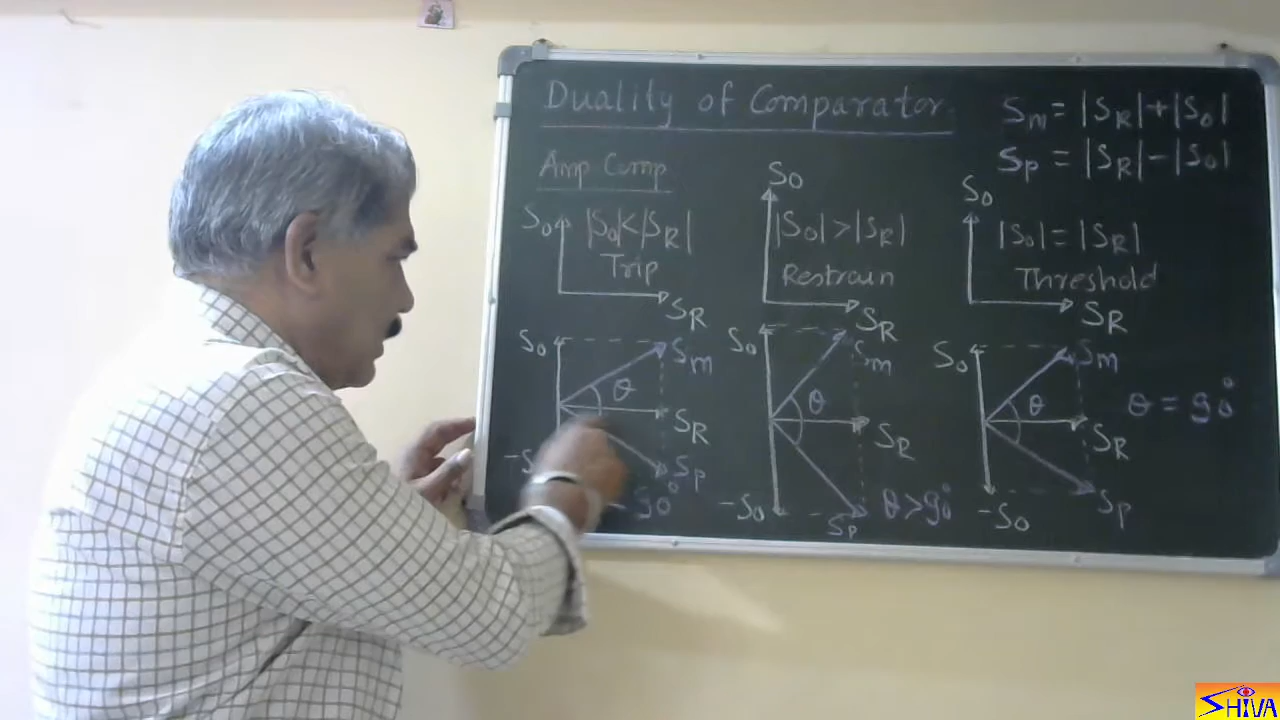 Duality of Comparator.
Sm = |SR|+|So|
Sp = |SR|-|So|
Amp Comp
So |So|<|SR|
Trip
SR
So
|So|>|SR|
Restrain
SR
So
|So|=|SR|
Threshold
SR
So Sm
θ
SR
Sp
90°
So Sm
θ
SR
-So Sp θ>90°
So Sm
θ θ = 90°
SR
-So Sp
SHIVA